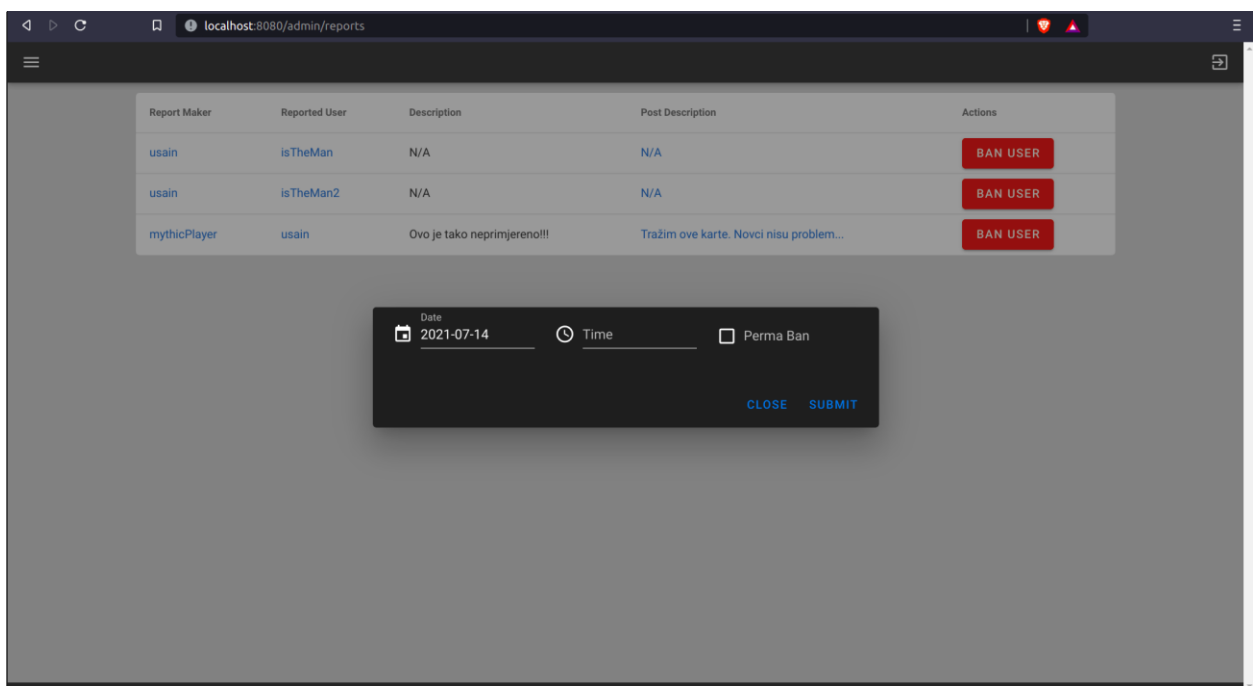 localhost:8080/admin/reports
Report Maker Reported User Description Post Description Actions
usain isTheMan N/A N/A BAN USER
usain isTheMan2 N/A N/A BAN USER
mythicPlayer usain Ovo je tako neprimjereno!!! Tražim ove karte. Novci nisu problem... BAN USER
Date
2021-07-14 Time Perma Ban
CLOSE SUBMIT